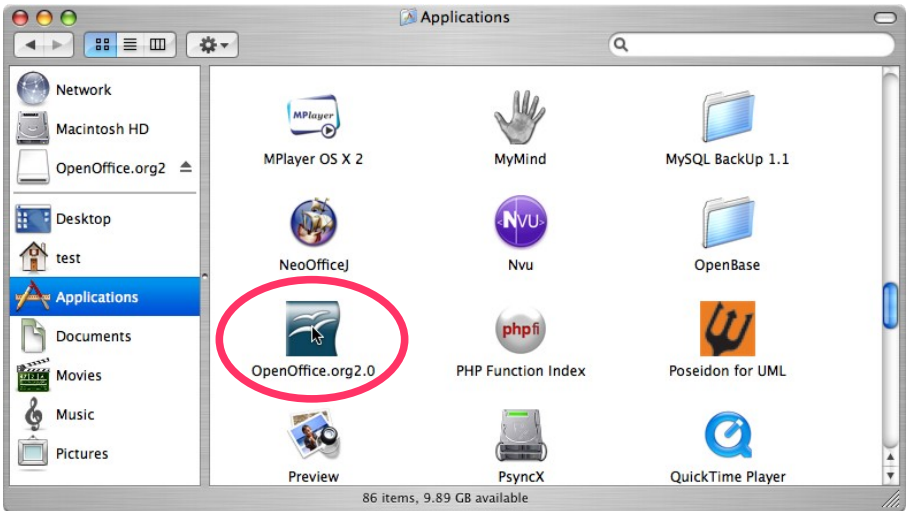 Applications
Network
Macintosh HD
OpenOffice.org2
Desktop
test
Applications
Documents
Movies
Music
Pictures
MPlayer
MPlayer OS X 2
MyMind
MySQL BackUp 1.1
NeoOfficeJ
<NVU>
Nvu
OpenBase
OpenOffice.org2.0
phpfi
PHP Function Index
Poseidon for UML
Preview
PsyncX
QuickTime Player
86 items, 9.89 GB available